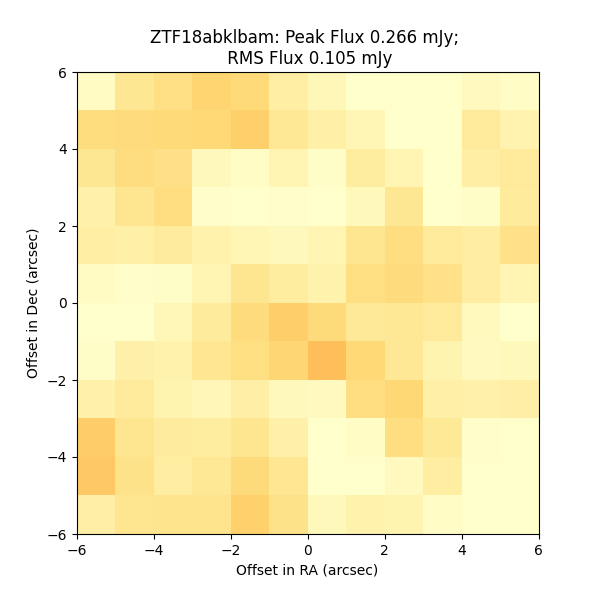 ZTF18abklbam: Peak Flux 0.266 mJy;
RMS Flux 0.105 mJy
6
4
2
0
−2
−4
−6
Offset in Dec (arcsec)
−6 −4 −2 0 2 4 6
Offset in RA (arcsec)